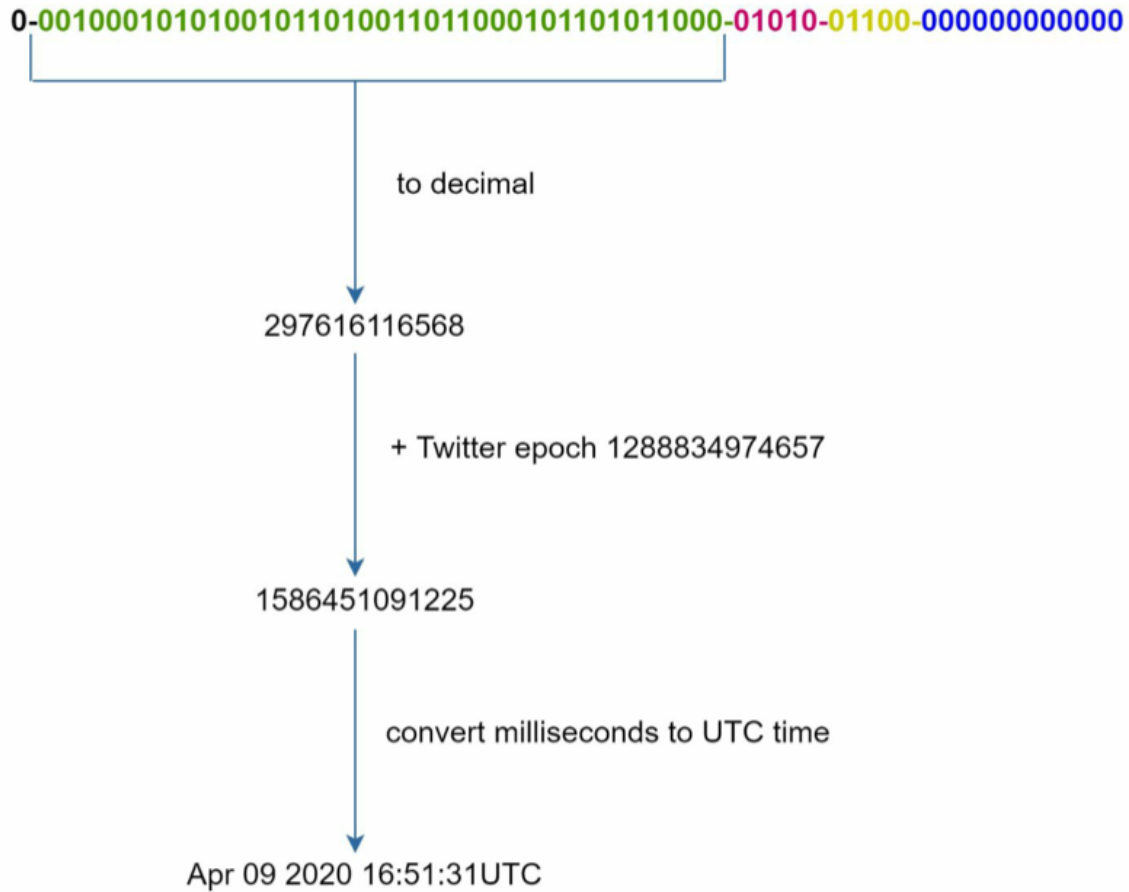 0-00100010101001011010011011000101101011000-01010-01100-000000000000
to decimal
297616116568
+ Twitter epoch 1288834974657
1586451091225
convert milliseconds to UTC time
Apr 09 2020 16:51:31UTC